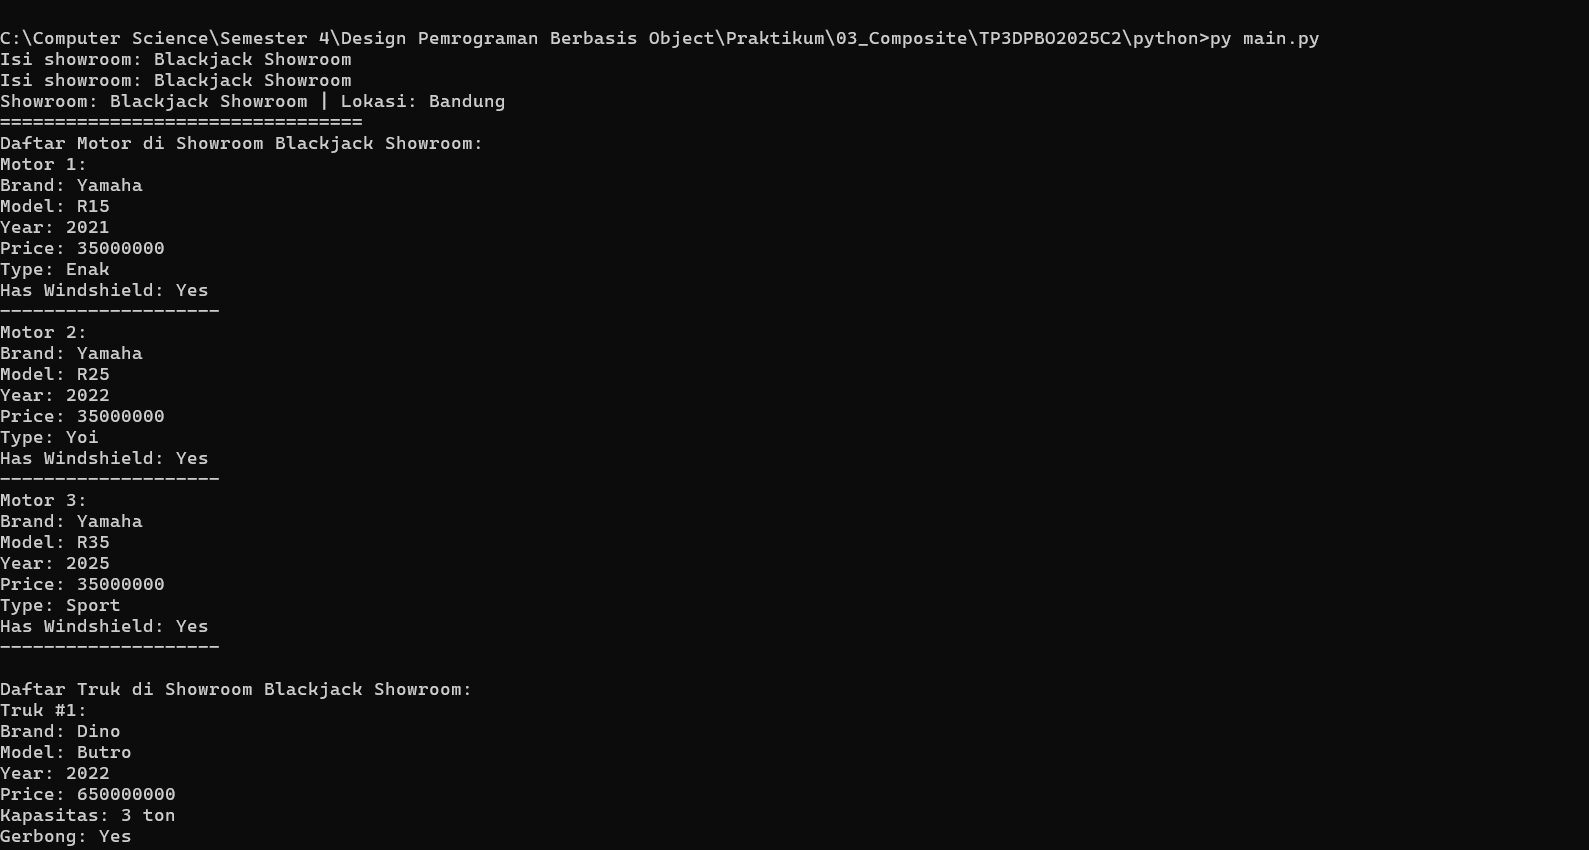 C:\Computer Science\Semester 4\Design Pemrograman Berbasis Object\Praktikum\03_Composite\TP3DPBO2025C2\python>py main.py
Isi showroom: Blackjack Showroom
Isi showroom: Blackjack Showroom
Showroom: Blackjack Showroom | Lokasi: Bandung
=================================
Daftar Motor di Showroom Blackjack Showroom:
Motor 1:
Brand: Yamaha
Model: R15
Year: 2021
Price: 35000000
Type: Enak
Has Windshield: Yes
--------------------
Motor 2:
Brand: Yamaha
Model: R25
Year: 2022
Price: 35000000
Type: Yoi
Has Windshield: Yes
--------------------
Motor 3:
Brand: Yamaha
Model: R35
Year: 2025
Price: 35000000
Type: Sport
Has Windshield: Yes
--------------------
Daftar Truk di Showroom Blackjack Showroom:
Truk #1:
Brand: Dino
Model: Butro
Year: 2022
Price: 650000000
Kapasitas: 3 ton
Gerbong: Yes